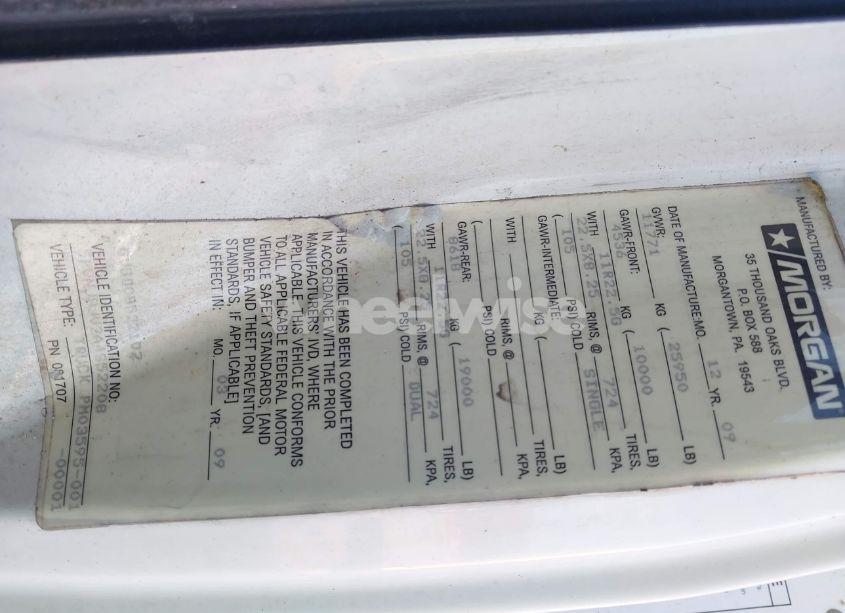 MANUFACTURED BY:
MORGAN
35 THOUSAND OAKS BLVD.
P.O. BOX 588
MORGANTOWN, PA. 19543
DATE OF MANUFACTURE: MO. 12 YR. 09
GVWR:
11771 KG ( 25950 LB)
GAWR-FRONT:
4536 KG ( 10000 LB)
WITH 11R22.5G TIRES,
22.5X8.25 RIMS, @ 724 KPA,
( 105 PSI) COLD SINGLE
GAWR-INTERMEDIATE:
KG ( LB)
WITH TIRES,
RIMS, @ KPA,
( PSI) COLD
GAWR-REAR:
8618 KG ( 19000 LB)
WITH 11R22.5G TIRES,
RIMS, @ 724 KPA,
( 105 PSI) COLD DUAL
THIS VEHICLE HAS BEEN COMPLETED
IN ACCORDANCE WITH THE PRIOR
MANUFACTURERS' IVD, WHERE
APPLICABLE. THIS VEHICLE CONFORMS
TO ALL APPLICABLE FEDERAL MOTOR
VEHICLE SAFETY STANDARDS, [AND
BUMPER AND THEFT PREVENTION
STANDARDS, IF APPLICABLE]
IN EFFECT IN: MO. 03 YR. 09
VEHICLE IDENTIFICATION NO:
VEHICLE TYPE: PM03595-001
PN 081707 -00001